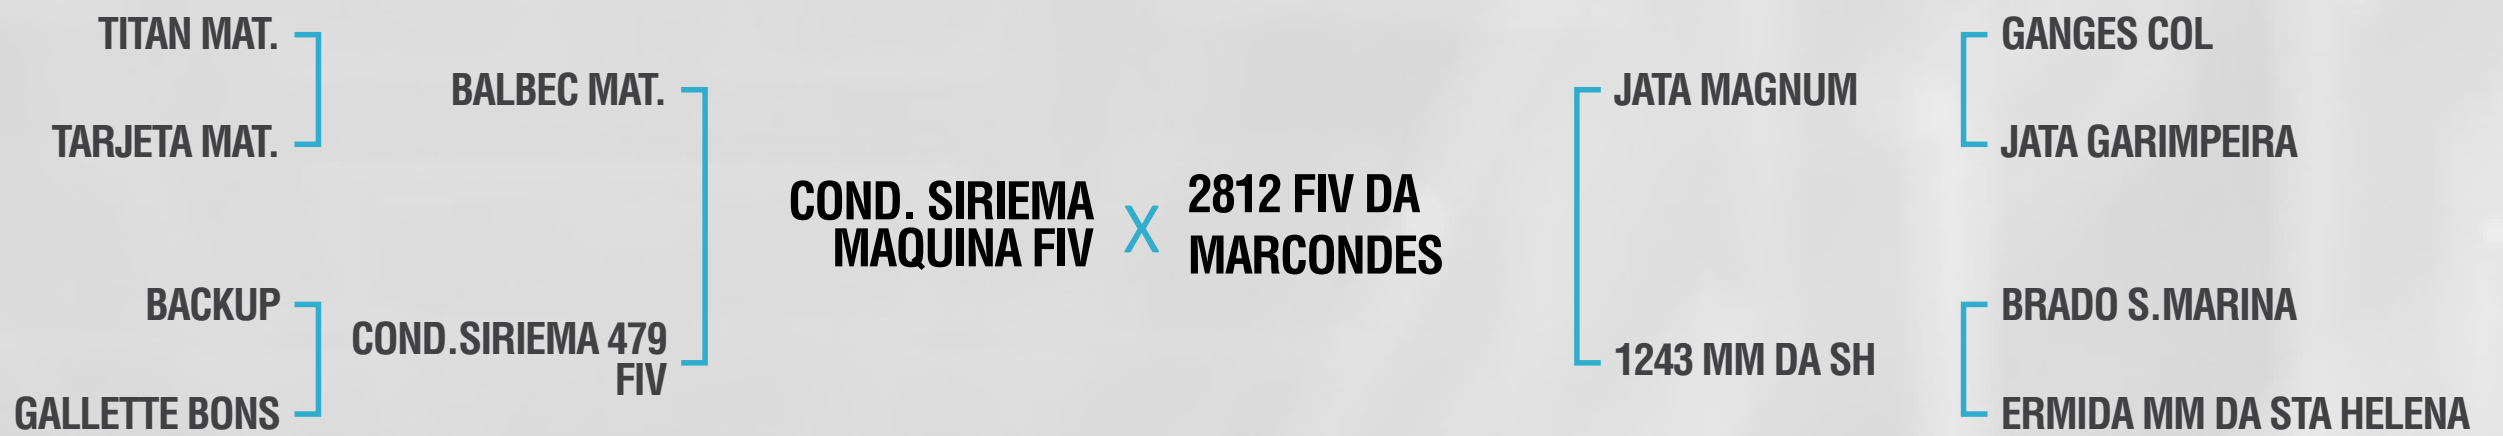 TITAN MAT.
TARJETA MAT.
BALBEC MAT.
BACKUP
GALLETTE BONS
COND.SIRIEMA 479
FIV
COND. SIRIEMA
MAQUINA FIV
X
2812 FIV DA
MARCONDES
JATA MAGNUM
1243 MM DA SH
GANGES COL
JATA GARIMPEIRA
BRADO S.MARINA
ERMIDA MM DA STA HELENA